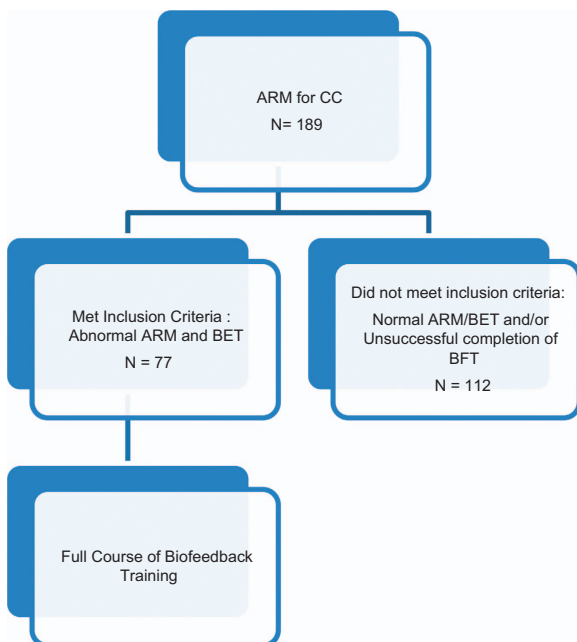 ARM for CC
N= 189
Met Inclusion Criteria :
Abnormal ARM and BET
N = 77
Did not meet inclusion criteria:
Normal ARM/BET and/or
Unsuccessful completion of
BFT
N = 112
Full Course of Biofeedback
Training